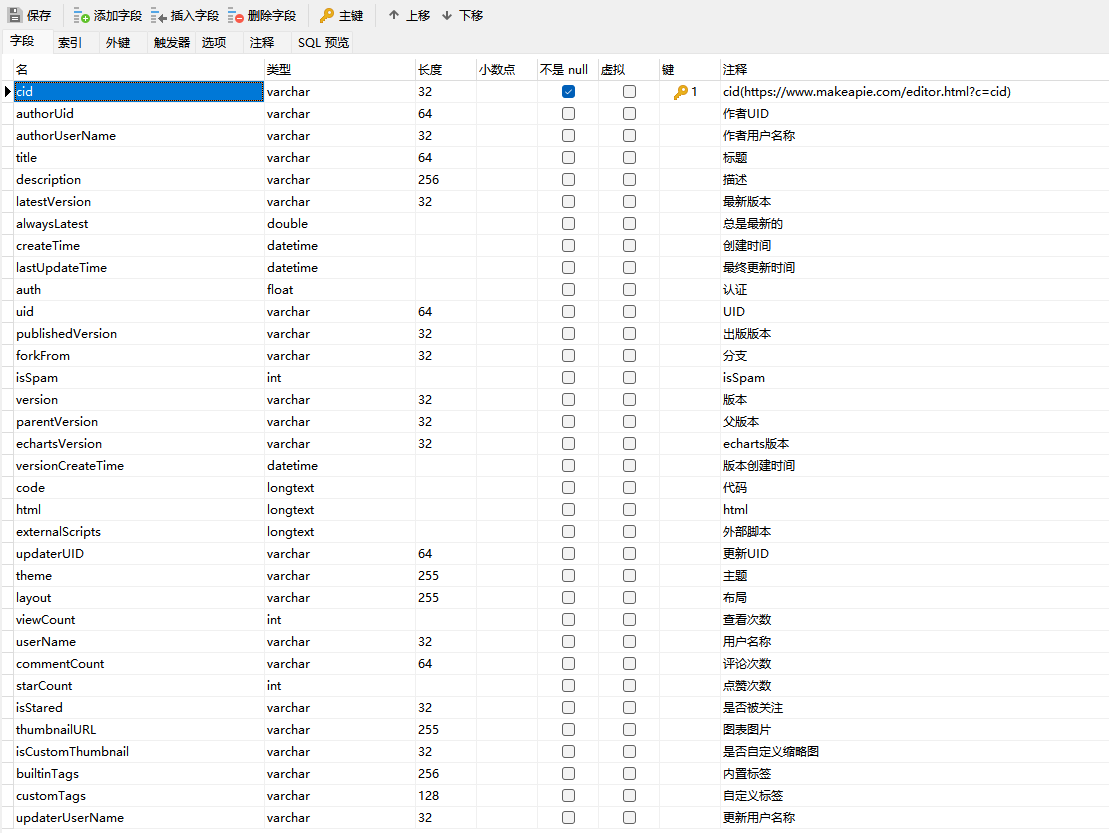 保存 添加字段 插入字段 删除字段 主键 上移 下移
字段 索引 外键 触发器 选项 注释 SQL 预览
名 类型 长度 小数点 不是 null 虚拟 键 注释
cid varchar 32 1 cid(https://www.makeapie.com/editor.html?c=cid)
authorUid varchar 64 作者UID
authorUserName varchar 32 作者用户名称
title varchar 64 标题
description varchar 256 描述
latestVersion varchar 32 最新版本
alwaysLatest double 总是最新的
createTime datetime 创建时间
lastUpdateTime datetime 最终更新时间
auth float 认证
uid varchar 64 UID
publishedVersion varchar 32 出版版本
forkFrom varchar 32 分支
isSpam int isSpam
version varchar 32 版本
parentVersion varchar 32 父版本
echartsVersion varchar 32 echarts版本
versionCreateTime datetime 版本创建时间
code longtext 代码
html longtext html
externalScripts longtext 外部脚本
updaterUID varchar 64 更新UID
theme varchar 255 主题
layout varchar 255 布局
viewCount int 查看次数
userName varchar 32 用户名称
commentCount varchar 64 评论次数
starCount int 点赞次数
isStared varchar 32 是否被关注
thumbnailURL varchar 255 图表图片
isCustomThumbnail varchar 32 是否自定义缩略图
builtinTags varchar 256 内置标签
customTags varchar 128 自定义标签
updaterUserName varchar 32 更新用户名称